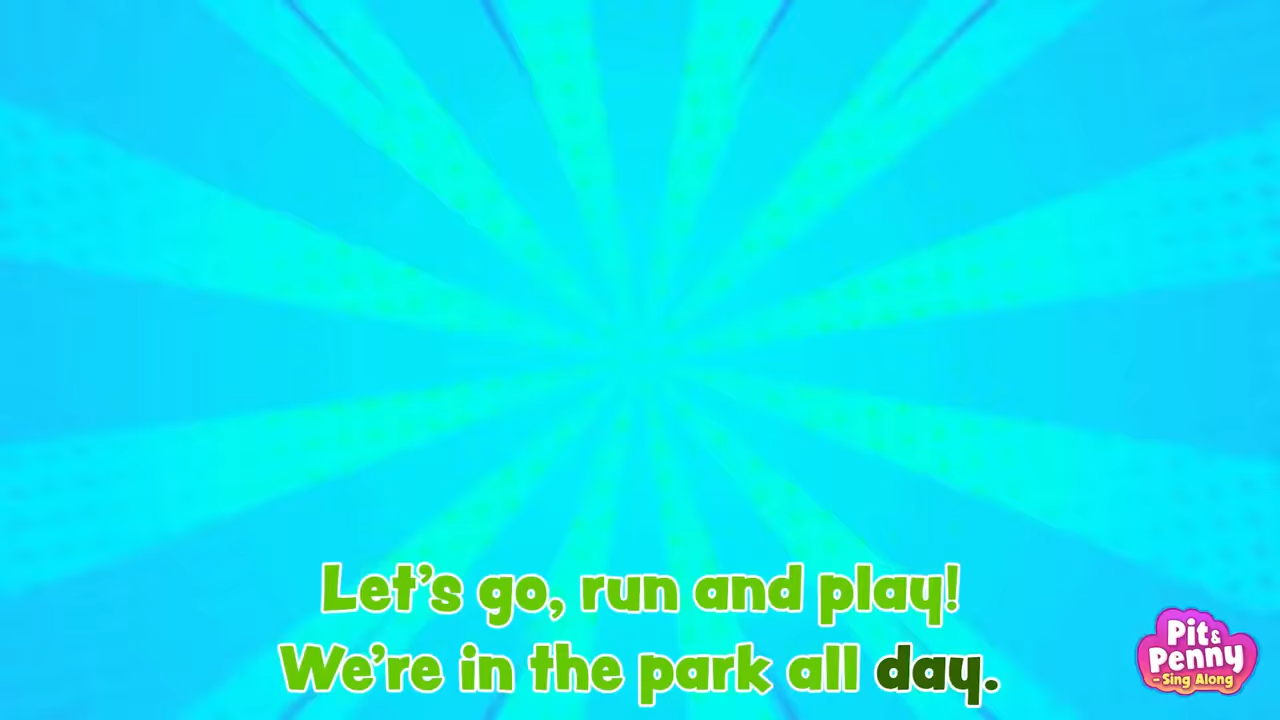 Let's go, run and play!
We're in the park all day.
Pit &
Penny
- Sing Along